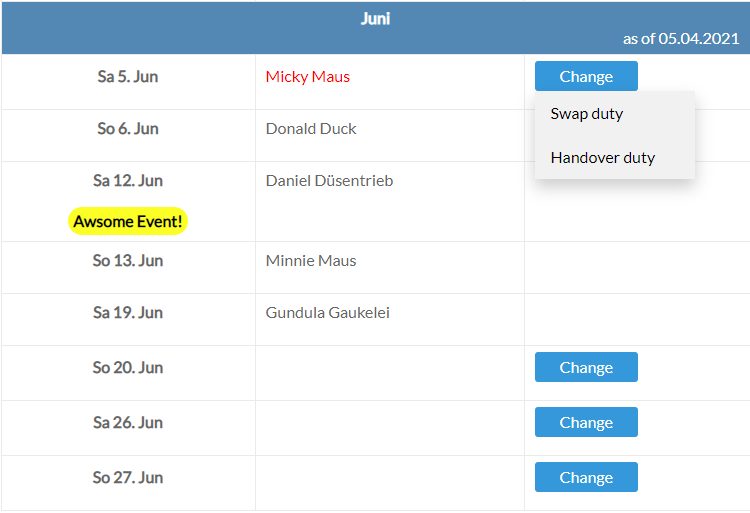 Juni
as of 05.04.2021
Sa 5. Jun Micky Maus Change
Swap duty
So 6. Jun Donald Duck
Handover duty
Sa 12. Jun Daniel Düsentrieb
Awsome Event!
So 13. Jun Minnie Maus
Sa 19. Jun Gundula Gaukelei
So 20. Jun Change
Sa 26. Jun Change
So 27. Jun Change